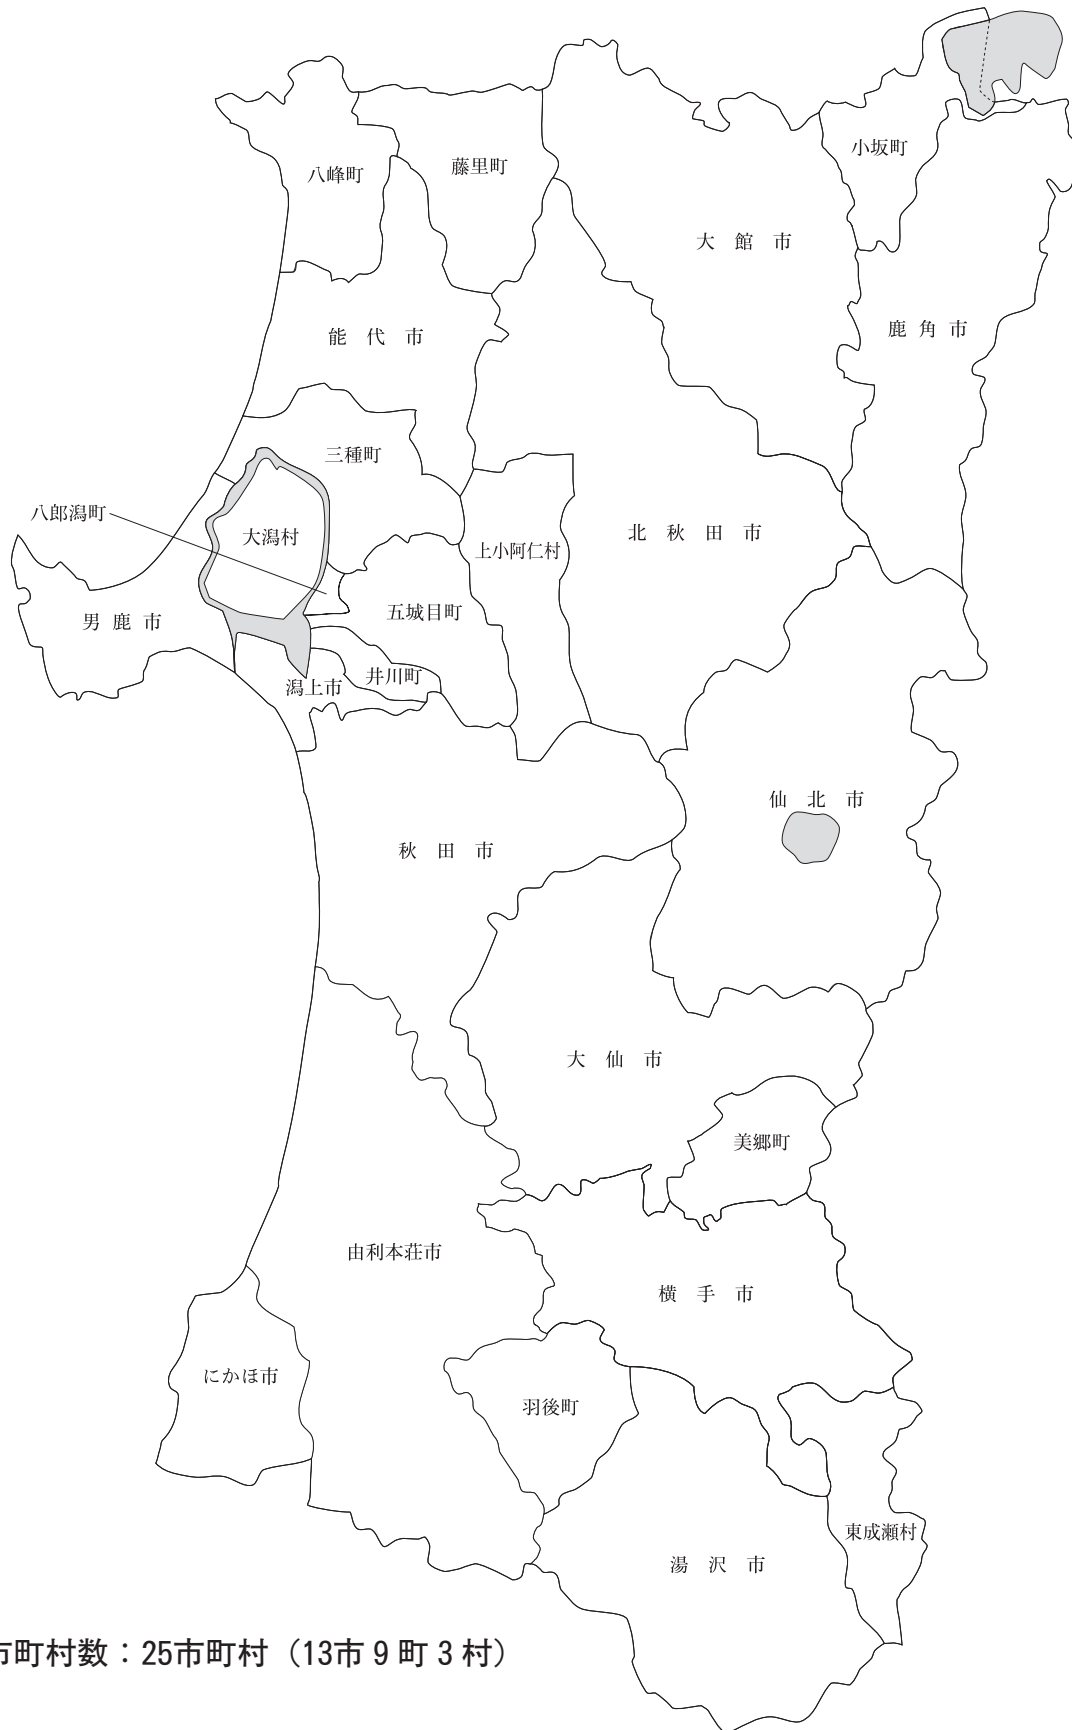 小坂町
八峰町
藤里町
大館市
能代市
鹿角市
三種町
八郎潟町
大潟村
北秋田市
上小阿仁村
男鹿市
五城目町
井川町
潟上市
仙北市
秋田市
大仙市
美郷町
由利本荘市
横手市
にかほ市
羽後町
東成瀬村
湯沢市
市町村数：25市町村（13市9町3村）